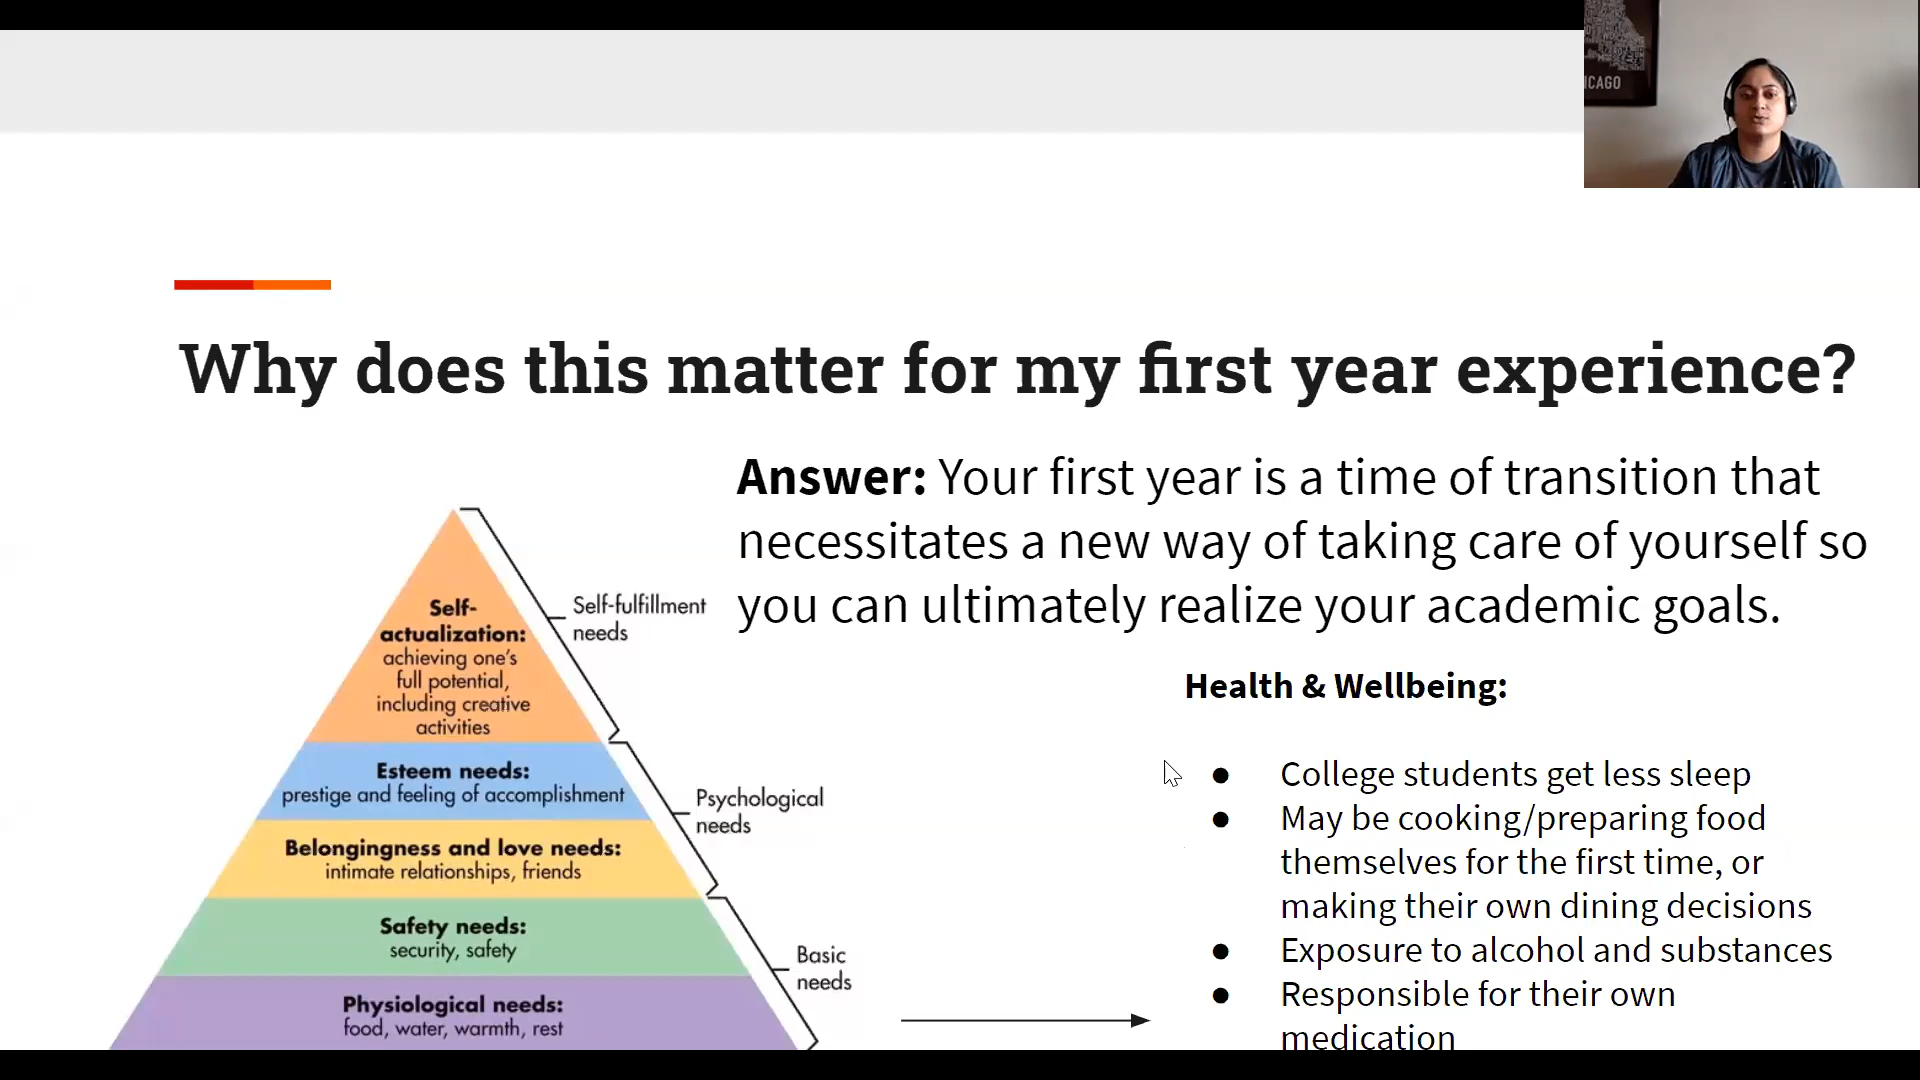 ICAGO
Why does this matter for my first year experience?
Answer: Your first year is a time of transition that
necessitates a new way of taking care of yourself so
you can ultimately realize your academic goals.
Self-
actualization:
achieving one's
full potential,
including creative
activities
Self-fulfillment
needs
Esteem needs:
prestige and feeling of accomplishment
Psychological
needs
Belongingness and love needs:
intimate relationships, friends
Safety needs:
security, safety
Basic
needs
Physiological needs:
food, water, warmth, rest
Health & Wellbeing:
● College students get less sleep
● May be cooking/preparing food
themselves for the first time, or
making their own dining decisions
● Exposure to alcohol and substances
● Responsible for their own
medication